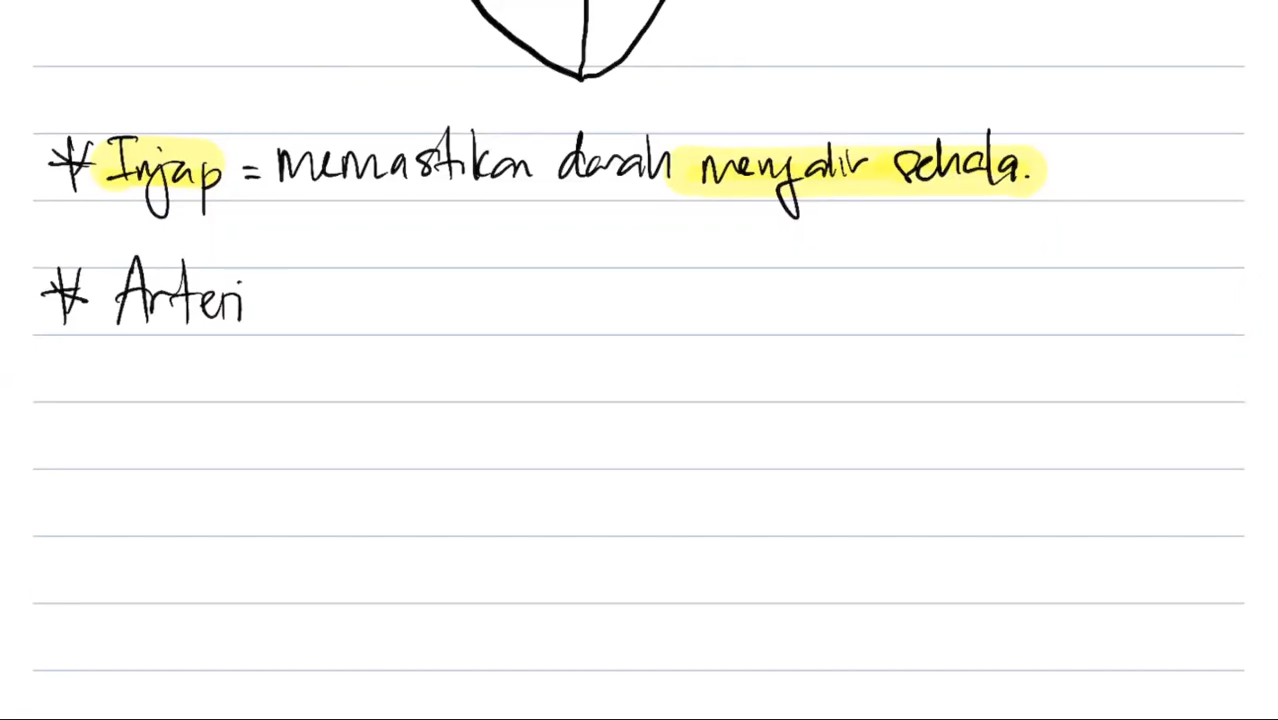 * Injap = memastikan darah mengalir sehala.
* Arteri